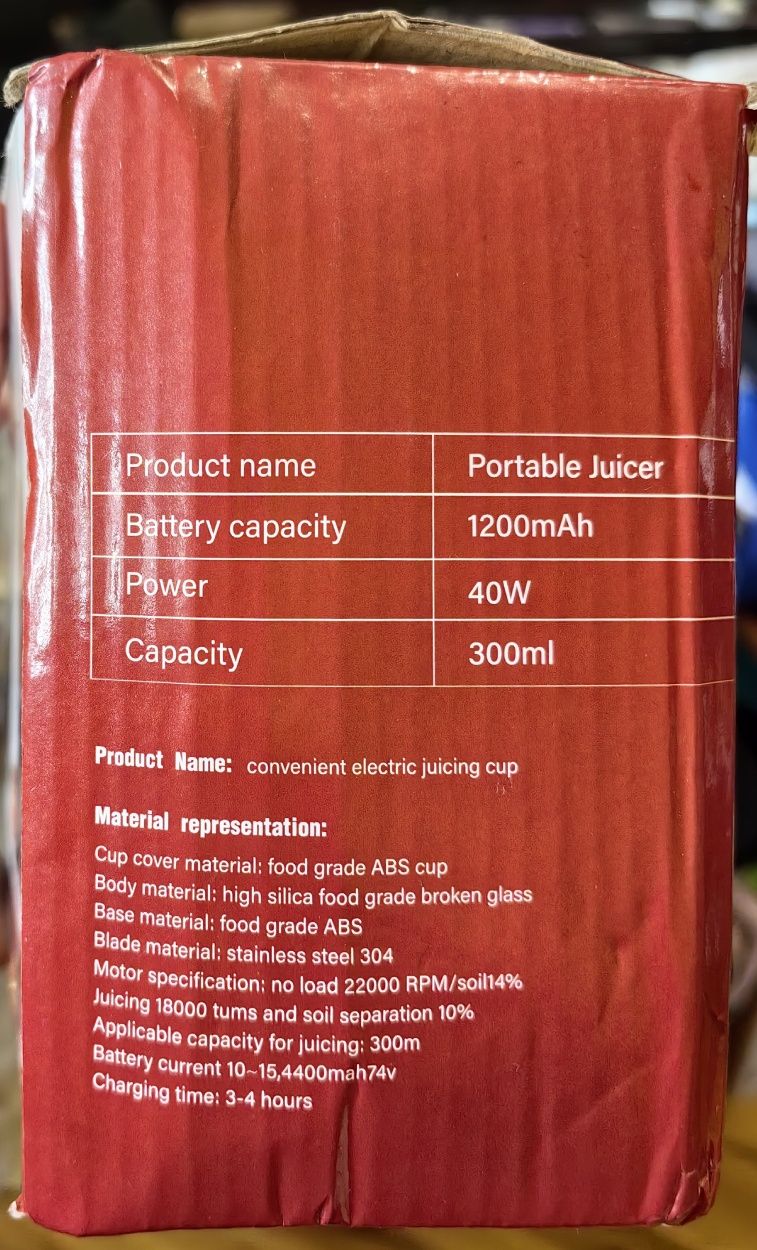 Product name Portable Juicer
Battery capacity 1200mAh
Power 40W
Capacity 300ml
Product Name: convenient electric juicing cup
Material representation:
Cup cover material: food grade ABS cup
Body material: high silica food grade broken glass
Base material: food grade ABS
Blade material: stainless steel 304
Motor specification: no load 22000 RPM/soil14%
Juicing 18000 tums and soil separation 10%
Applicable capacity for juicing: 300m
Battery current 10~15,4400mah74v
Charging time: 3-4 hours